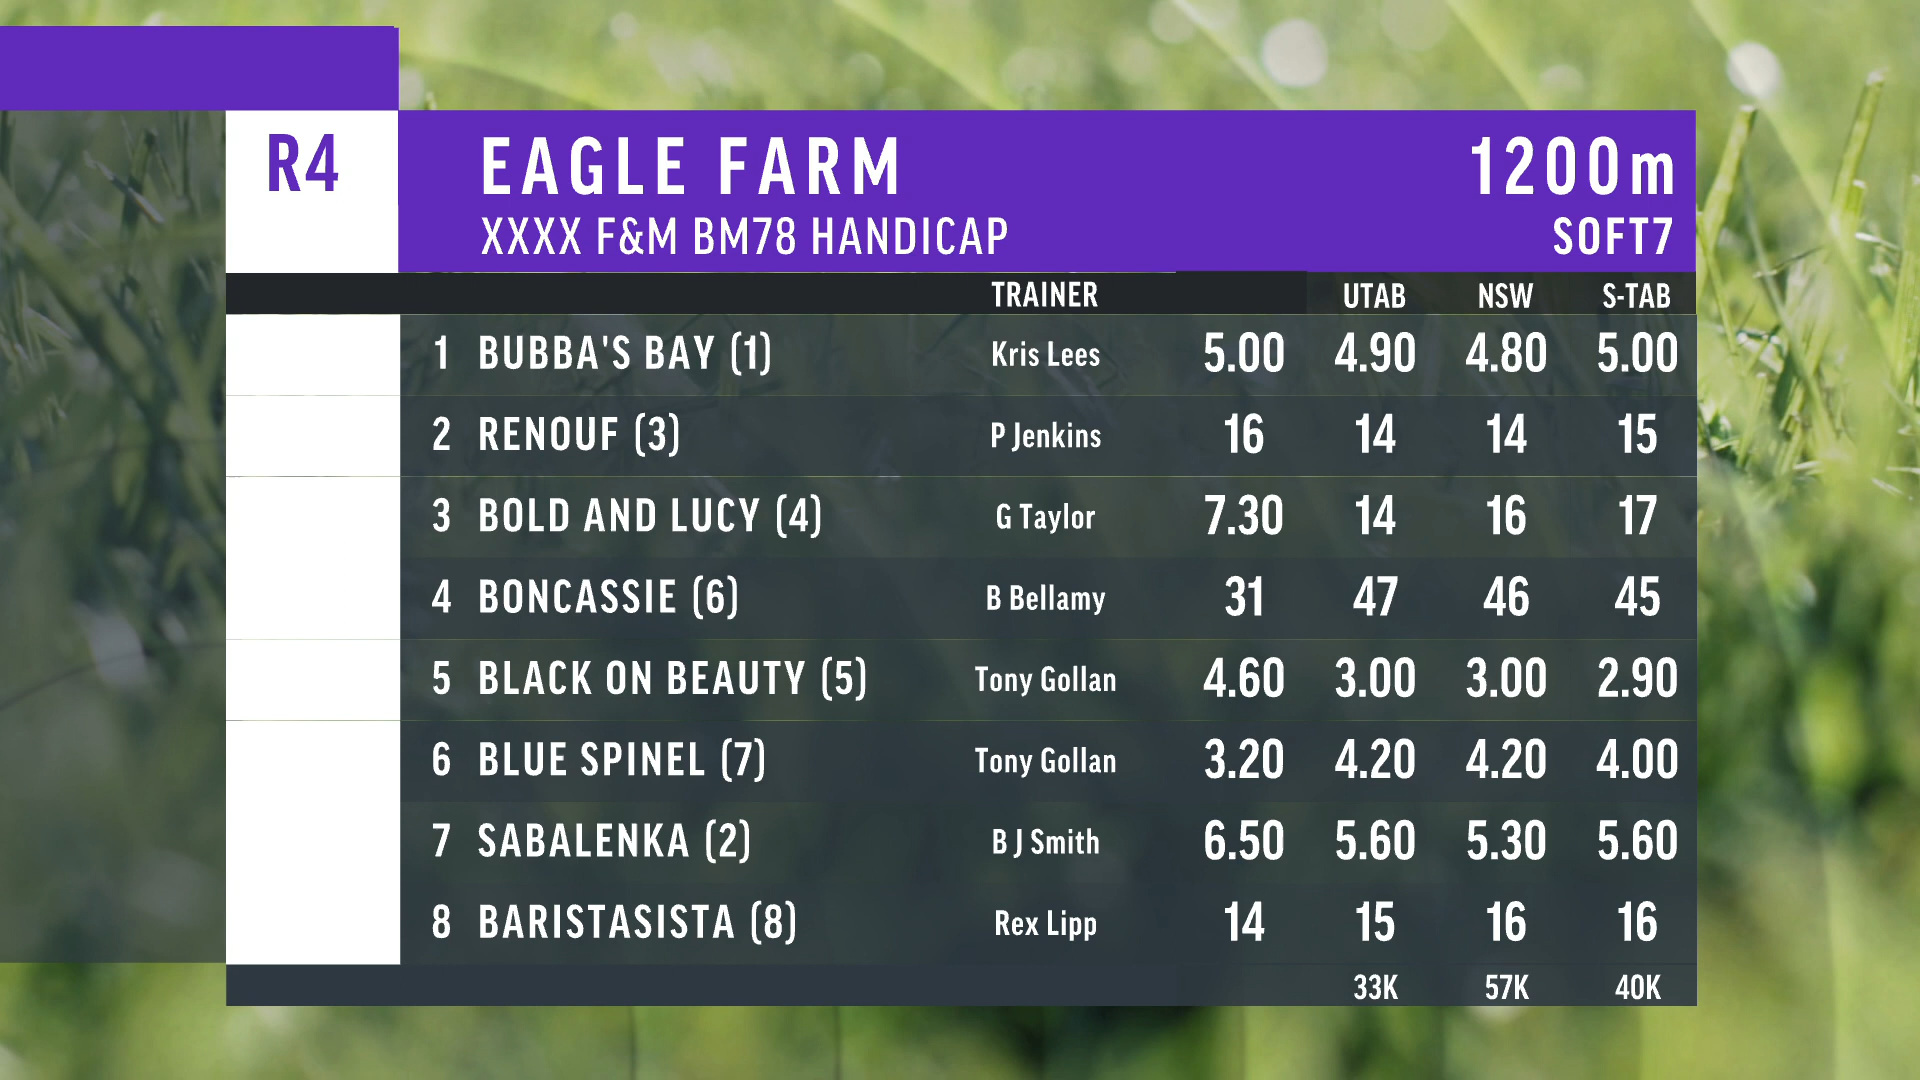 R4 EAGLE FARM 1200m
XXXX F&M BM78 HANDICAP SOFT7
TRAINER UTAB NSW S-TAB
1 BUBBA'S BAY (1) Kris Lees 5.00 4.90 4.80 5.00
2 RENOUF (3) P Jenkins 16 14 14 15
3 BOLD AND LUCY (4) G Taylor 7.30 14 16 17
4 BONCASSIE (6) B Bellamy 31 47 46 45
5 BLACK ON BEAUTY (5) Tony Gollan 4.60 3.00 3.00 2.90
6 BLUE SPINEL (7) Tony Gollan 3.20 4.20 4.20 4.00
7 SABALENKA (2) B J Smith 6.50 5.60 5.30 5.60
8 BARISTASISTA (8) Rex Lipp 14 15 16 16
33K 57K 40K